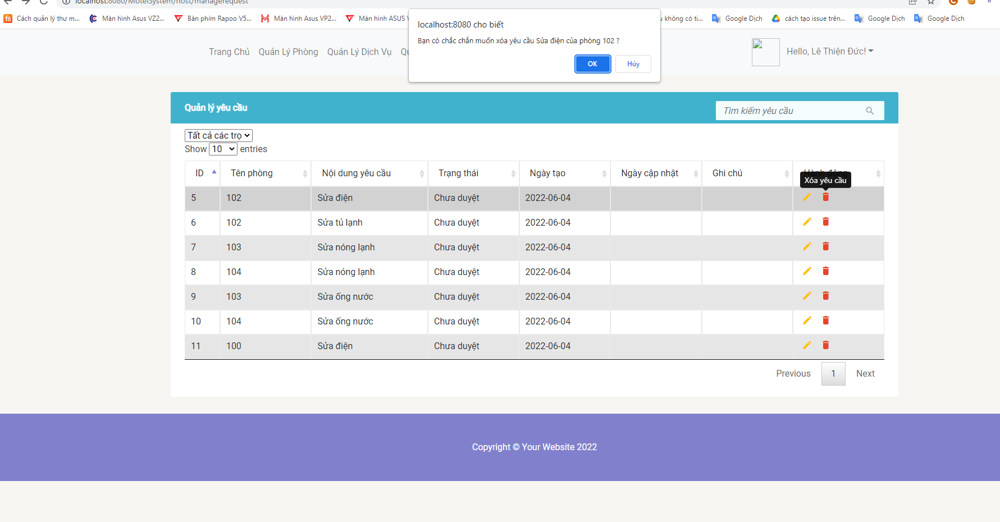 localhost:8080/MotelSystem/host/managerequest
Cách quản lý thư m... Màn hình Asus VZ2... Bàn phím Rapoo V5... Màn hình Asus VP2... Màn hình ASUS V không có ti... Google Dịch cách tạo issue trên... Google Dịch Google Dịch
localhost:8080 cho biết
Bạn có chắc chắn muốn xóa yêu cầu Sửa điện của phòng 102 ?
OK Hủy
Trang Chủ Quản Lý Phòng Quản Lý Dịch Vụ Hello, Lê Thiện Đức!
Quản lý yêu cầu Tìm kiếm yêu cầu
Tất cả các trọ
Show 10 entries
ID Tên phòng Nội dung yêu cầu Trạng thái Ngày tạo Ngày cập nhật Ghi chú Hành động
Xóa yêu cầu
5 102 Sửa điện Chưa duyệt 2022-06-04
6 102 Sửa tủ lạnh Chưa duyệt 2022-06-04
7 103 Sửa nóng lạnh Chưa duyệt 2022-06-04
8 104 Sửa nóng lạnh Chưa duyệt 2022-06-04
9 103 Sửa ống nước Chưa duyệt 2022-06-04
10 104 Sửa ống nước Chưa duyệt 2022-06-04
11 100 Sửa điện Chưa duyệt 2022-06-04
Previous 1 Next
Copyright © Your Website 2022